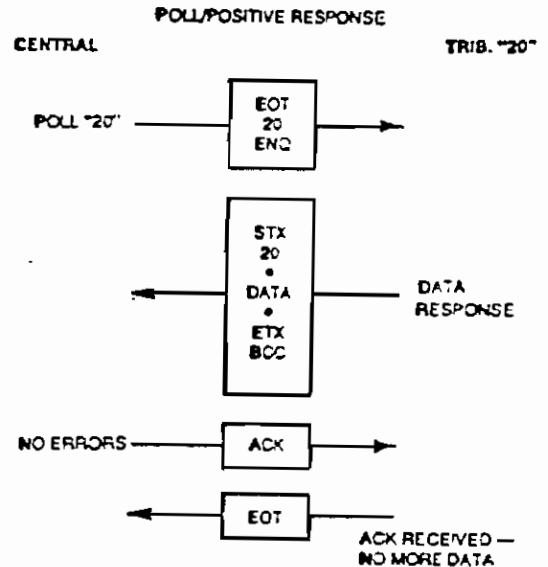 POLL/POSITIVE RESPONSE
CENTRAL
TRIB. "20"
POLL "20"
EOT
20
ENQ
STX
20
•
DATA
•
ETX
BCC
DATA
RESPONSE
NO ERRORS
ACK
EOT
ACK RECEIVED —
NO MORE DATA